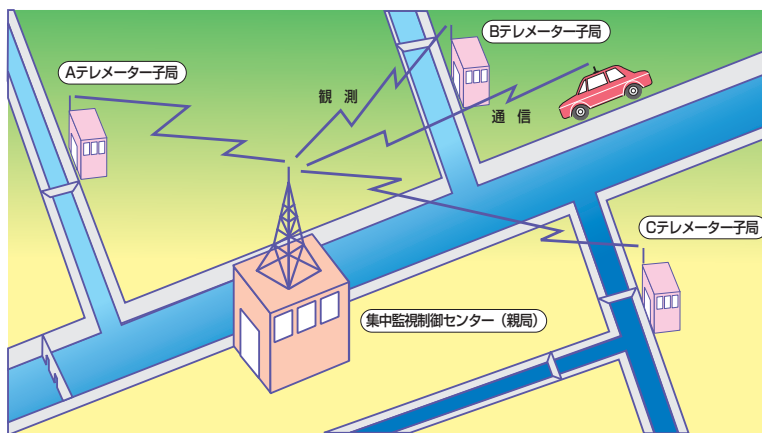 Aテレメーター子局
Bテレメーター子局
観測
通信
Cテレメーター子局
集中監視制御センター（親局）